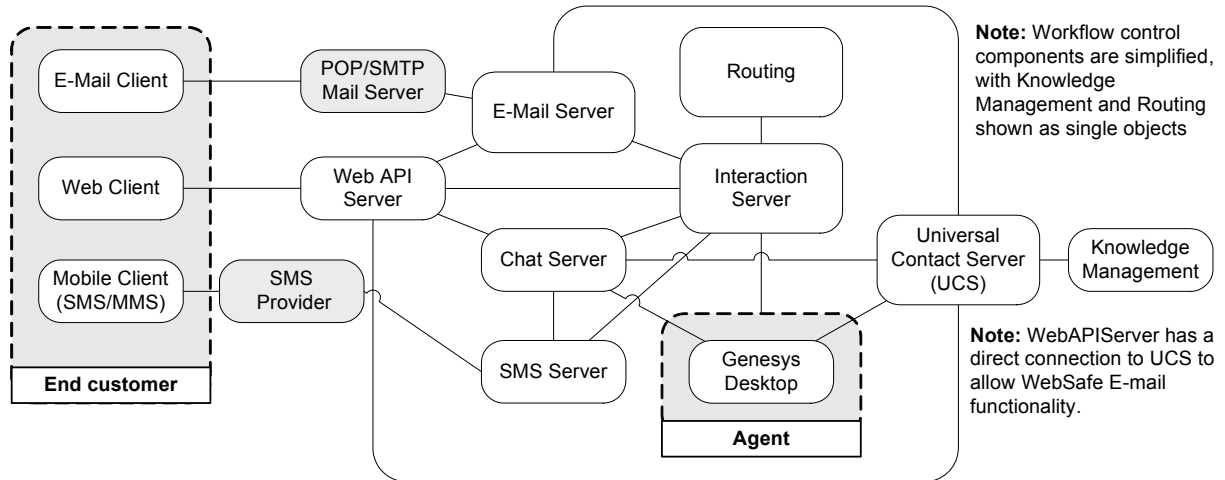 E-Mail Client
POP/SMTP
Mail Server
E-Mail Server
Routing
Note: Workflow control
components are simplified,
with Knowledge
Management and Routing
shown as single objects
Web Client
Web API
Server
Interaction
Server
Chat Server
Universal
Contact Server
(UCS)
Knowledge
Management
Mobile Client
(SMS/MMS)
SMS
Provider
SMS Server
Genesys
Desktop
Note: WebAPIServer has a
direct connection to UCS to
allow WebSafe E-mail
functionality.
End customer
Agent